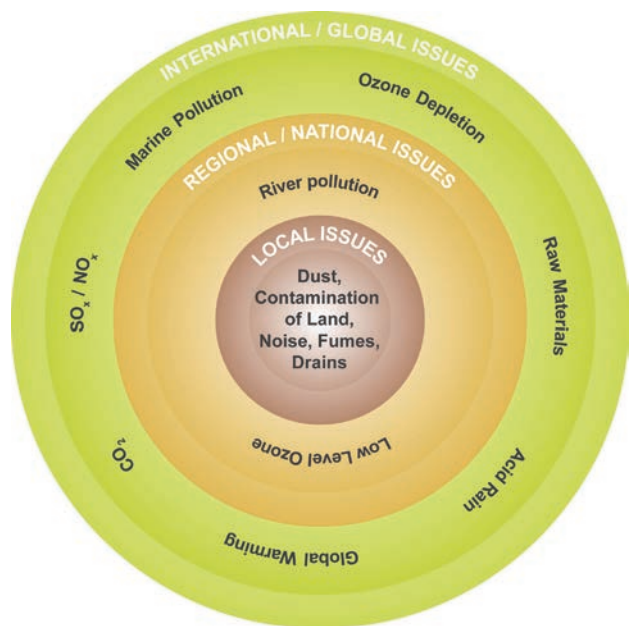 INTERNATIONAL / GLOBAL ISSUES
Marine Pollution
Ozone Depletion
REGIONAL / NATIONAL ISSUES
River pollution
LOCAL ISSUES
Dust,
Contamination
of Land,
Noise, Fumes,
Drains
SOₓ / NOₓ
Raw Materials
Low Level Ozone
CO₂
Acid Rain
Global Warming